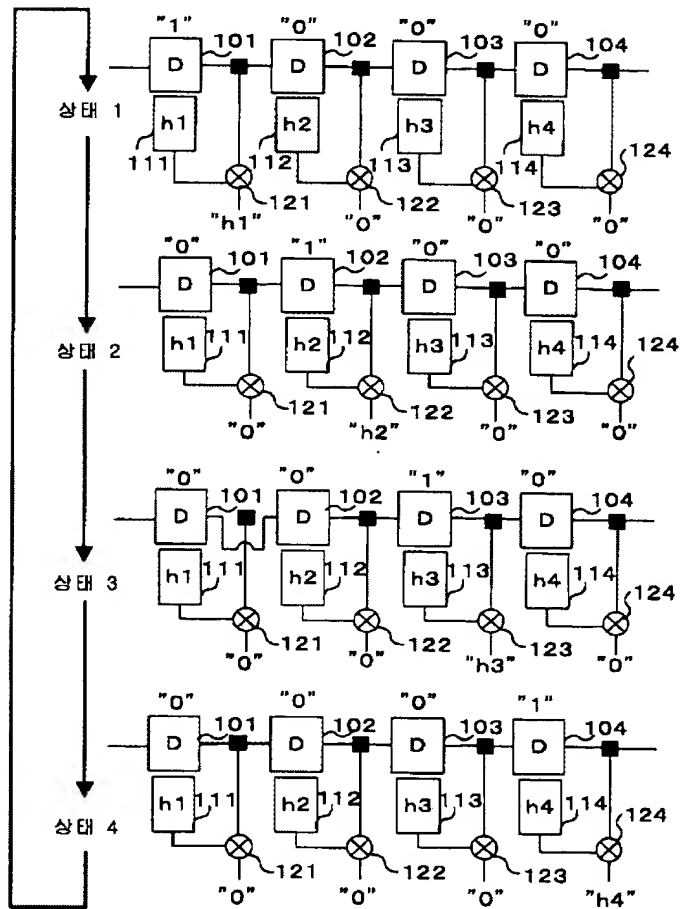 "1" "0" "0" "0"
101 102 103 104
D D D D
상태 1
h1 h2 h3 h4
111 112 113 114
121 122 123 124
"h1" "0" "0" "0"
"0" "1" "0" "0"
101 102 103 104
D D D D
상태 2
h1 111 h2 112 h3 113 h4 114
121 122 123 124
"0" "h2" "0" "0"
"0" "0" "1" "0"
101 102 103 104
D D D D
상태 3
h1 111 h2 112 h3 113 h4 114
121 122 123 124
"0" "0" "h3" "0"
"0" "0" "0" "1"
101 102 103 104
D D D D
상태 4
h1 111 h2 112 h3 113 h4 114
121 122 123 124
"0" "0" "0" "h4"